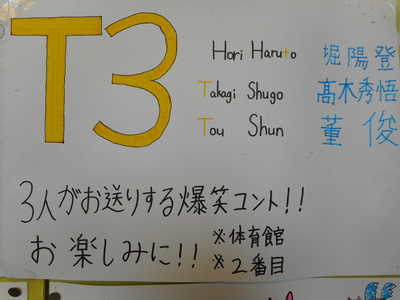 T3
Hori Haruto 堀陽登
Takagi Shugo 髙木秀悟
Tou Shun 董俊
3人がお送りする爆笑コント!!
お楽しみに!!
※体育館
※2番目